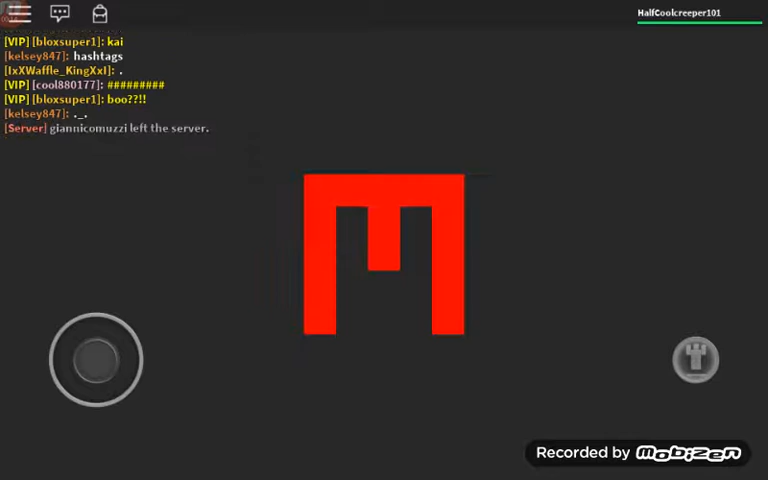 HalfCoolcreeper101
[VIP] [bloxsuper1]: kai
[kelsey847]: hashtags
[IxXWaffle_KingXxI]: .
[VIP] [cool880177]: #########
[VIP] [bloxsuper1]: boo??!!
[kelsey847]: ._.
[Server] giannicomuzzi left the server.
M
Recorded by mobizen